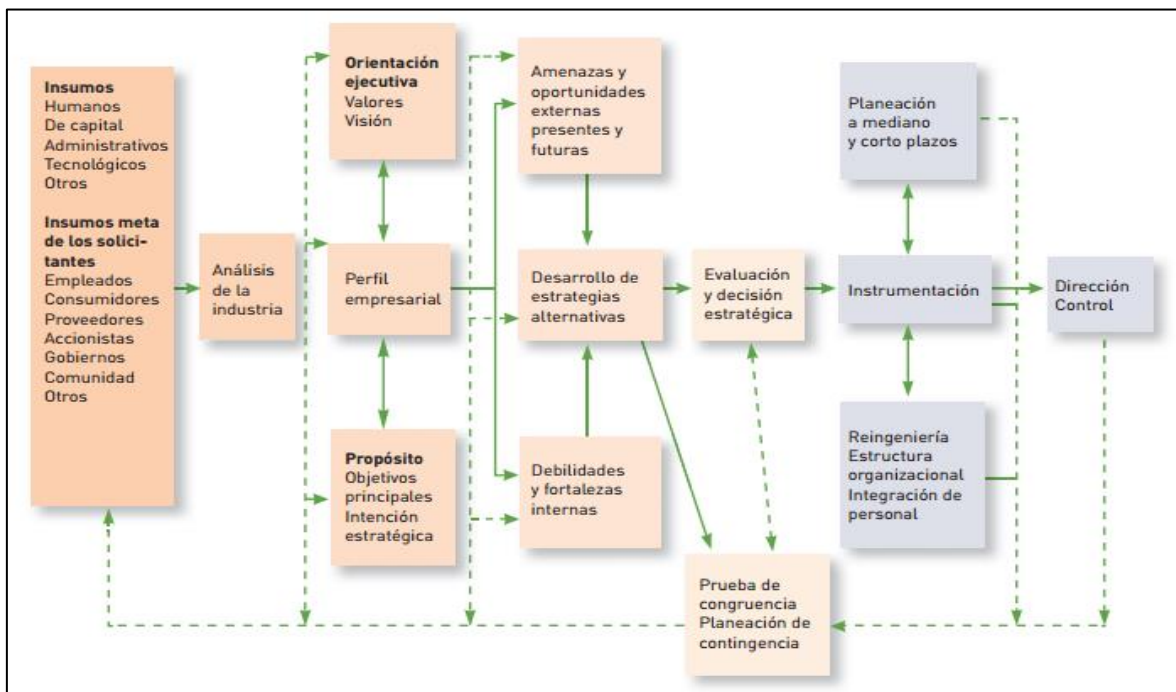 Insumos
Humanos
De capital
Administrativos
Tecnológicos
Otros
Insumos meta
de los solici-
tantes
Empleados
Consumidores
Proveedores
Accionistas
Gobiernos
Comunidad
Otros
Análisis
de la
industria
Orientación
ejecutiva
Valores
Visión
Perfil
empresarial
Propósito
Objetivos
principales
Intención
estratégica
Amenazas y
oportunidades
externas
presentes y
futuras
Desarrollo de
estrategias
alternativas
Debilidades
y fortalezas
internas
Evaluación
y decisión
estratégica
Prueba de
congruencia
Planeación de
contingencia
Planeación
a mediano
y corto plazos
Instrumentación
Reingeniería
Estructura
organizacional
Integración de
personal
Dirección
Control